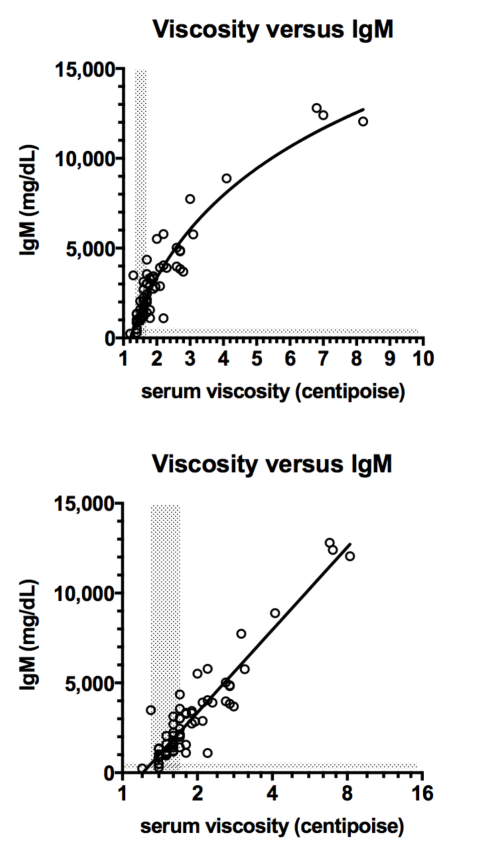 Viscosity versus IgM
15,000
10,000
5,000
0
IgM (mg/dL)
1 2 3 4 5 6 7 8 9 10
serum viscosity (centipoise)
Viscosity versus IgM
15,000
10,000
5,000
0
IgM (mg/dL)
1 2 4 8 16
serum viscosity (centipoise)